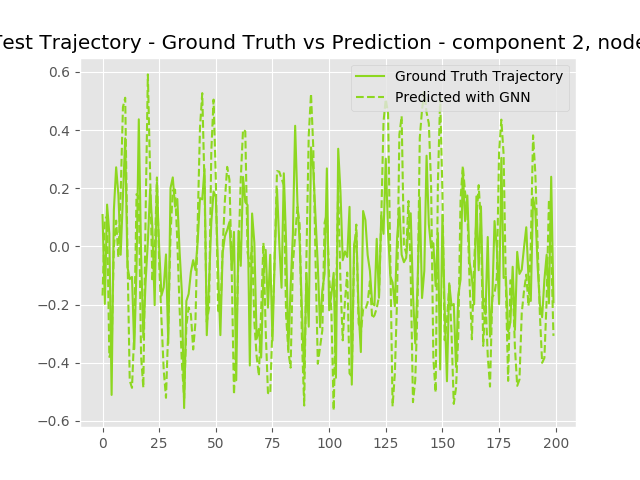 Test Trajectory - Ground Truth vs Prediction - component 2, node
Ground Truth Trajectory
Predicted with GNN
0.6
0.4
0.2
0.0
−0.2
−0.4
−0.6
0 25 50 75 100 125 150 175 200